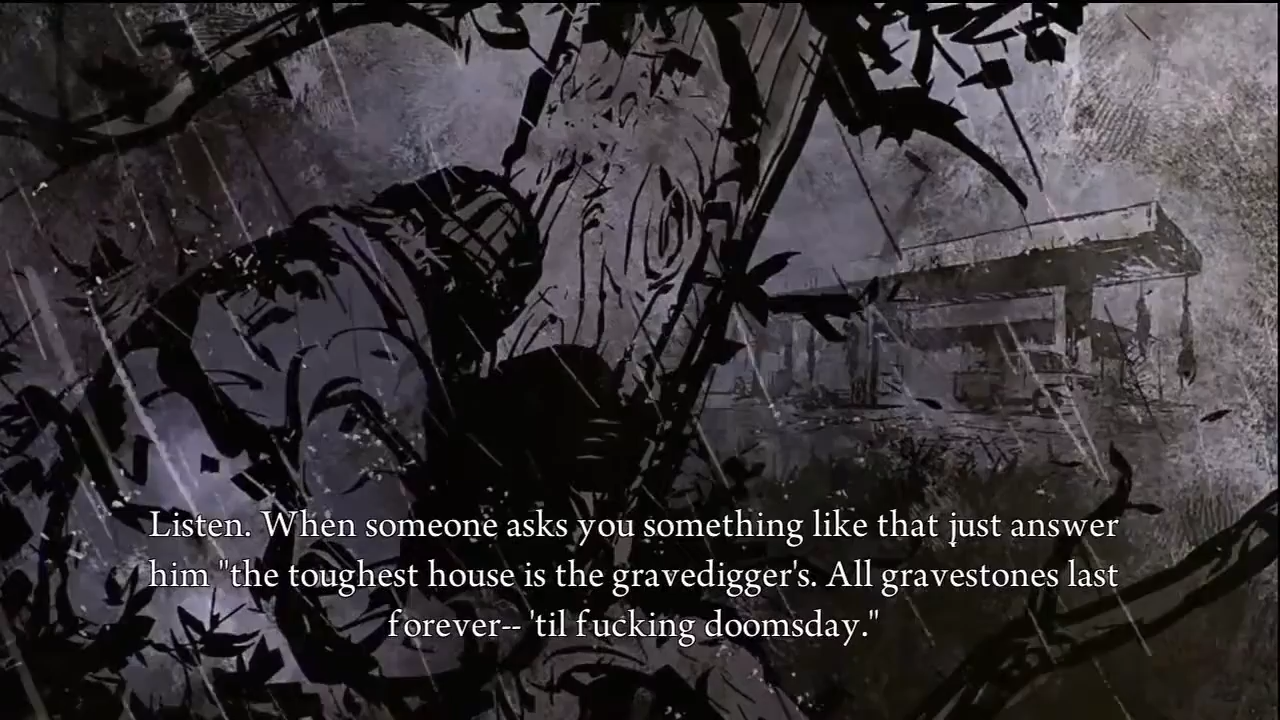 Listen. When someone asks you something like that just answer
him "the toughest house is the gravedigger's. All gravestones last
forever-- 'til fucking doomsday."